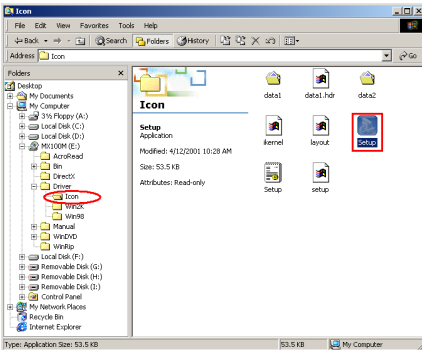 Icon
File Edit View Favorites Tools Help
Back Search Folders History
Address Icon Go
Folders
Desktop
My Documents
My Computer
3½ Floppy (A:)
Local Disk (C:)
Local Disk (D:)
MX100M (E:)
AcroRead
Bin
DirectX
Driver
Icon
Win2K
Win98
Manual
WinDVD
WinRip
Local Disk (F:)
Removable Disk (G:)
Removable Disk (H:)
Removable Disk (I:)
Control Panel
My Network Places
Recycle Bin
Internet Explorer
Icon
Setup
Application
Modified: 4/12/2001 10:28 AM
Size: 53.5 KB
Attributes: Read-only
data1 data1.hdr data2
ikernel layout Setup
Setup setup
Type: Application Size: 53.5 KB 53.5 KB My Computer